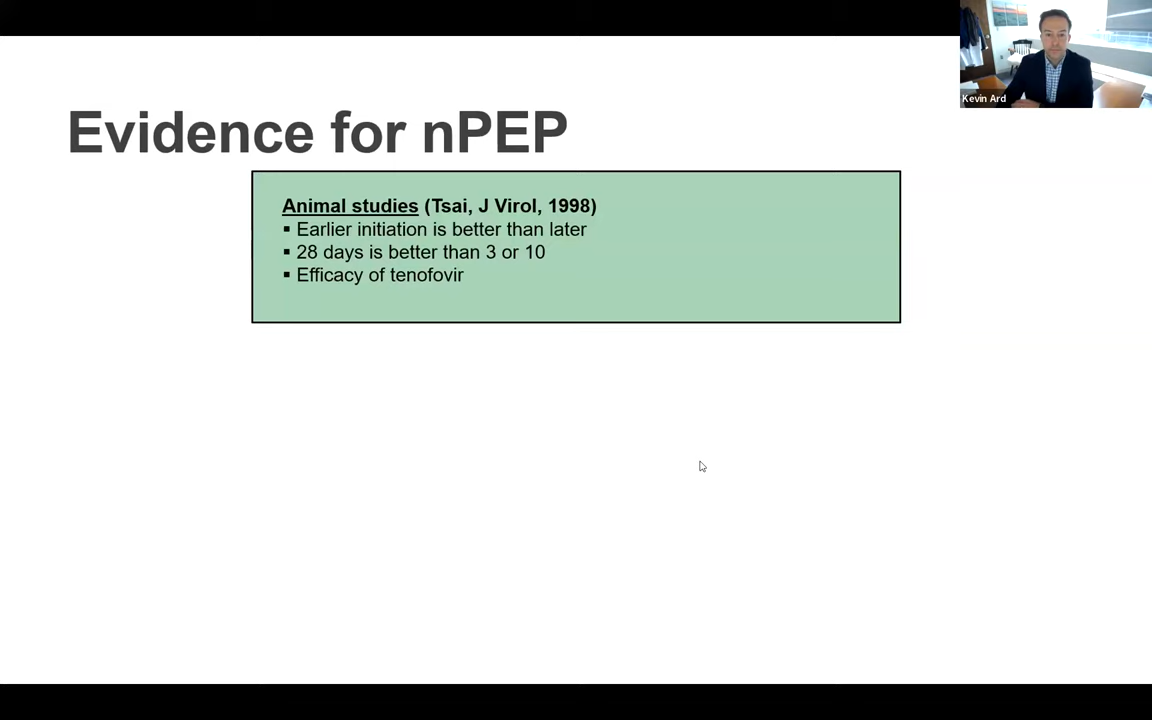 Kevin Ard
Evidence for nPEP
Animal studies (Tsai, J Virol, 1998)
▪ Earlier initiation is better than later
▪ 28 days is better than 3 or 10
▪ Efficacy of tenofovir